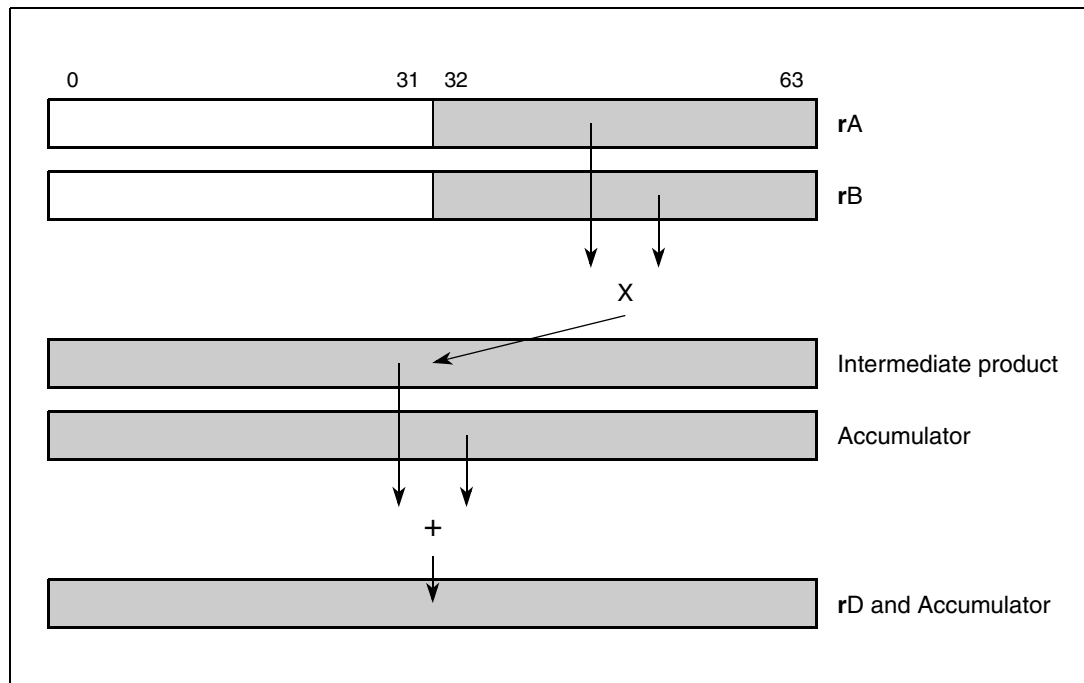 0 31 32 63
rA
rB
X
Intermediate product
Accumulator
+
rD and Accumulator